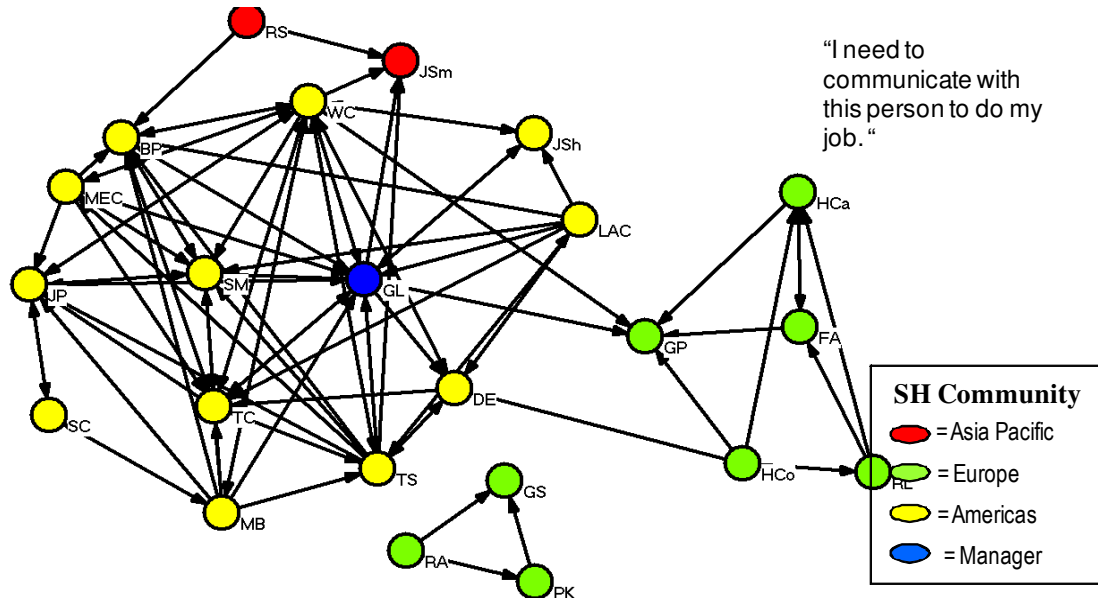 RS
“I need to
communicate with
this person to do my
job. “
JSm
WC
BP
JSh
MEC
HCa
LAC
SM
JP
GL
FA
GP
SH Community
DE
TC
SC
= Asia Pacific
TS
HCo
GS
= Europe
MB
= Americas
RA
= Manager
PK